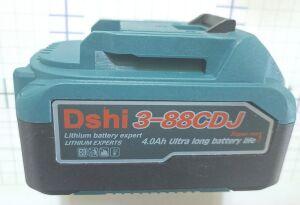 Dshi 3-88CDJ
Lithium battery expert
LITHIUM EXPERTS 4.0Ah Ultra long battery life